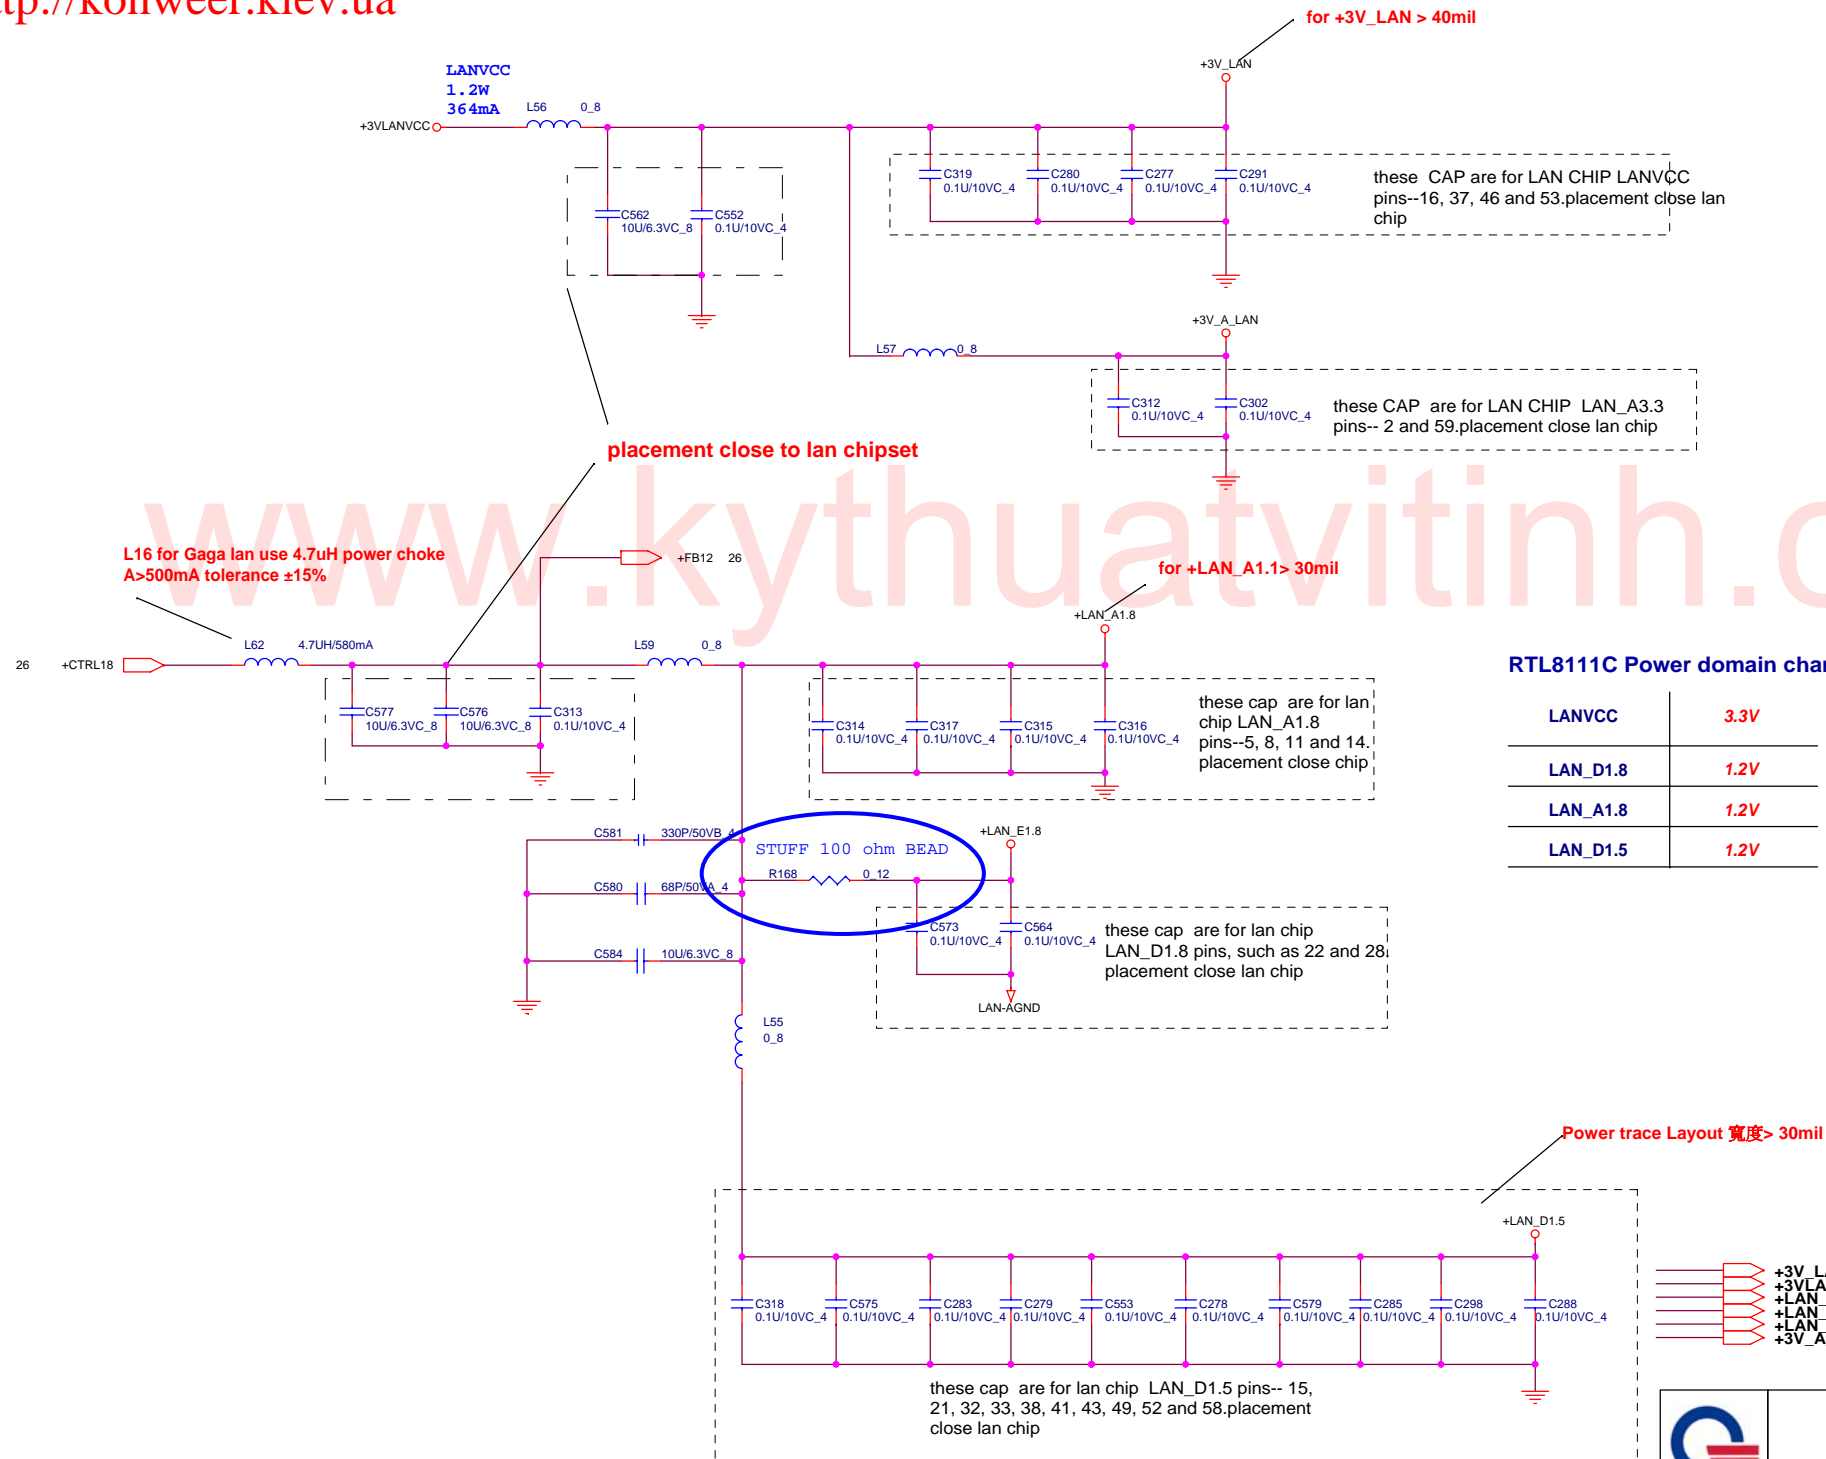 tp://konweer.kiev.ua
for +3V_LAN > 40mil
+3V_LAN
LANVCC
1.2W
364mA
L56 0_8
+3VLANVCC
C319
0.1U/10VC_4
C280
0.1U/10VC_4
C277
0.1U/10VC_4
C291
0.1U/10VC_4
these CAP are for LAN CHIP LANVCC
pins--16, 37, 46 and 53.placement close lan
chip
C562
10U/6.3VC_8
C552
0.1U/10VC_4
+3V_A_LAN
L57 0_8
C312
0.1U/10VC_4
C302
0.1U/10VC_4
these CAP are for LAN CHIP LAN_A3.3
pins-- 2 and 59.placement close lan chip
placement close to lan chipset
www.kythuatvitinh.c
L16 for Gaga lan use 4.7uH power choke
A>500mA tolerance ±15%
+FB12 26
for +LAN_A1.1> 30mil
+LAN_A1.8
26 +CTRL18
L62 4.7UH/580mA
L59 0_8
C577
10U/6.3VC_8
C576
10U/6.3VC_8
C313
0.1U/10VC_4
C314
0.1U/10VC_4
C317
0.1U/10VC_4
C315
0.1U/10VC_4
C316
0.1U/10VC_4
these cap are for lan
chip LAN_A1.8
pins--5, 8, 11 and 14.
placement close chip
RTL8111C Power domain char
LANVCC 3.3V
LAN_D1.8 1.2V
LAN_A1.8 1.2V
LAN_D1.5 1.2V
C581 330P/50VB_4
STUFF 100 ohm BEAD
+LAN_E1.8
R168 0_12
C580 68P/50VA_4
C573
0.1U/10VC_4
C564
0.1U/10VC_4
these cap are for lan chip
LAN_D1.8 pins, such as 22 and 28.
placement close lan chip
C584 10U/6.3VC_8
LAN-AGND
L55
0_8
Power trace Layout 寬度> 30mil
+LAN_D1.5
C318
0.1U/10VC_4
C575
0.1U/10VC_4
C283
0.1U/10VC_4
C279
0.1U/10VC_4
C553
0.1U/10VC_4
C278
0.1U/10VC_4
C579
0.1U/10VC_4
C285
0.1U/10VC_4
C298
0.1U/10VC_4
C288
0.1U/10VC_4
+3V_LA
+3VLA
+LAN_
+LAN_
+LAN_
+3V_A
these cap are for lan chip LAN_D1.5 pins-- 15,
21, 32, 33, 38, 41, 43, 49, 52 and 58.placement
close lan chip